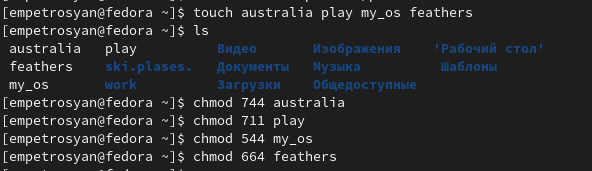 [empetrosyan@fedora ~]$ touch australia play my_os feathers
[empetrosyan@fedora ~]$ ls
australia play Видео Изображения 'Рабочий стол'
feathers ski.plases. Документы Музыка Шаблоны
my_os work Загрузки Общедоступные
[empetrosyan@fedora ~]$ chmod 744 australia
[empetrosyan@fedora ~]$ chmod 711 play
[empetrosyan@fedora ~]$ chmod 544 my_os
[empetrosyan@fedora ~]$ chmod 664 feathers